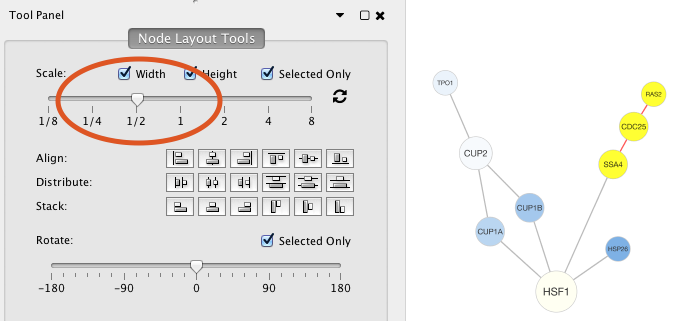 Tool Panel
Node Layout Tools
Scale: Width Height Selected Only
1/8 1/4 1/2 1 2 4 8
Align:
Distribute:
Stack:
Rotate: Selected Only
-180 -90 0 90 180
TPO1
RAS2
CDC25
CUP2
SSA4
CUP1B
CUP1A
HSP26
HSF1